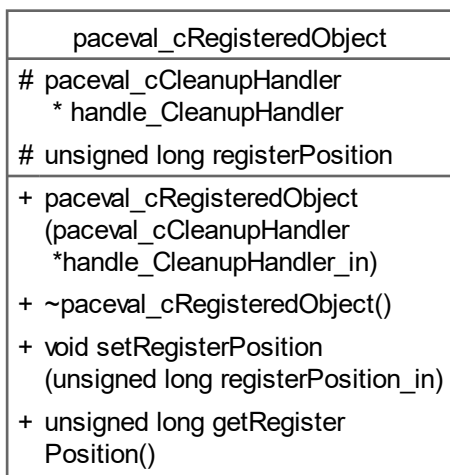 paceval_cRegisteredObject
# paceval_cCleanupHandler
* handle_CleanupHandler
# unsigned long registerPosition
+ paceval_cRegisteredObject
(paceval_cCleanupHandler
*handle_CleanupHandler_in)
+ ~paceval_cRegisteredObject()
+ void setRegisterPosition
(unsigned long registerPosition_in)
+ unsigned long getRegister
Position()